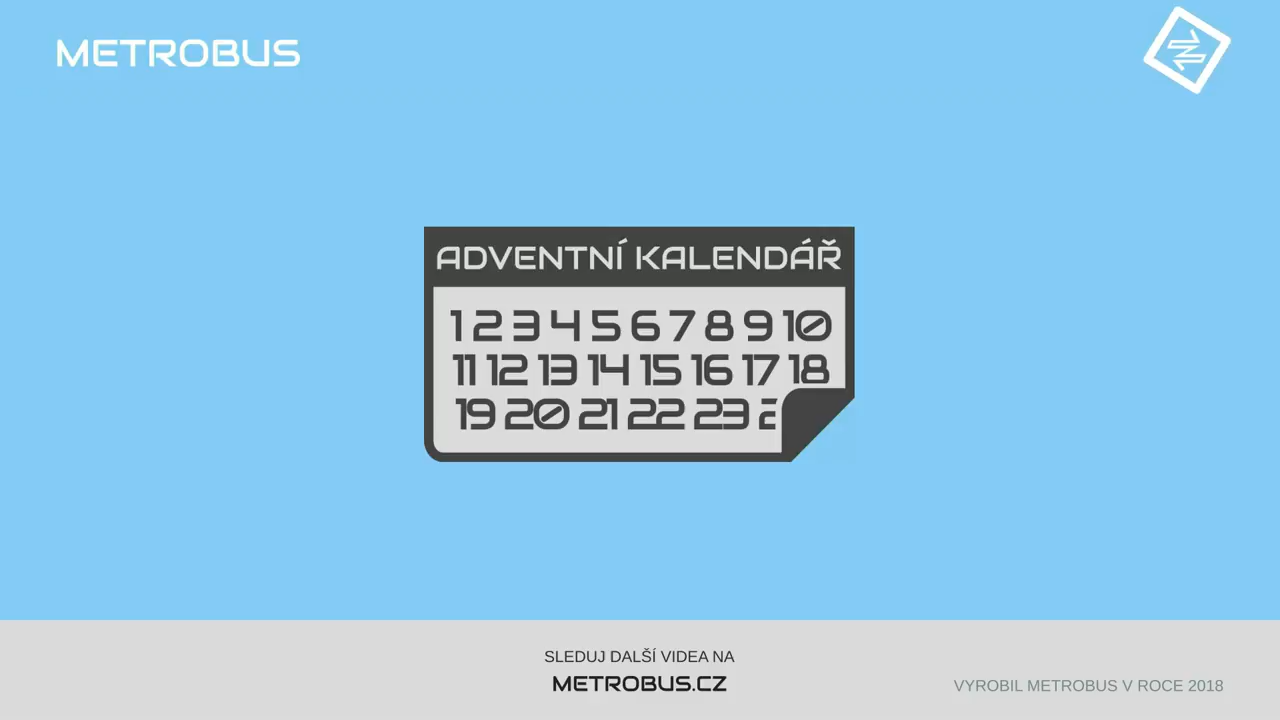 METROBUS
ADVENTNÍ KALENDÁŘ
1 2 3 4 5 6 7 8 9 10
11 12 13 14 15 16 17 18
19 20 21 22 23
SLEDUJ DALŠÍ VIDEA NA
METROBUS.CZ
VYROBIL METROBUS V ROCE 2018